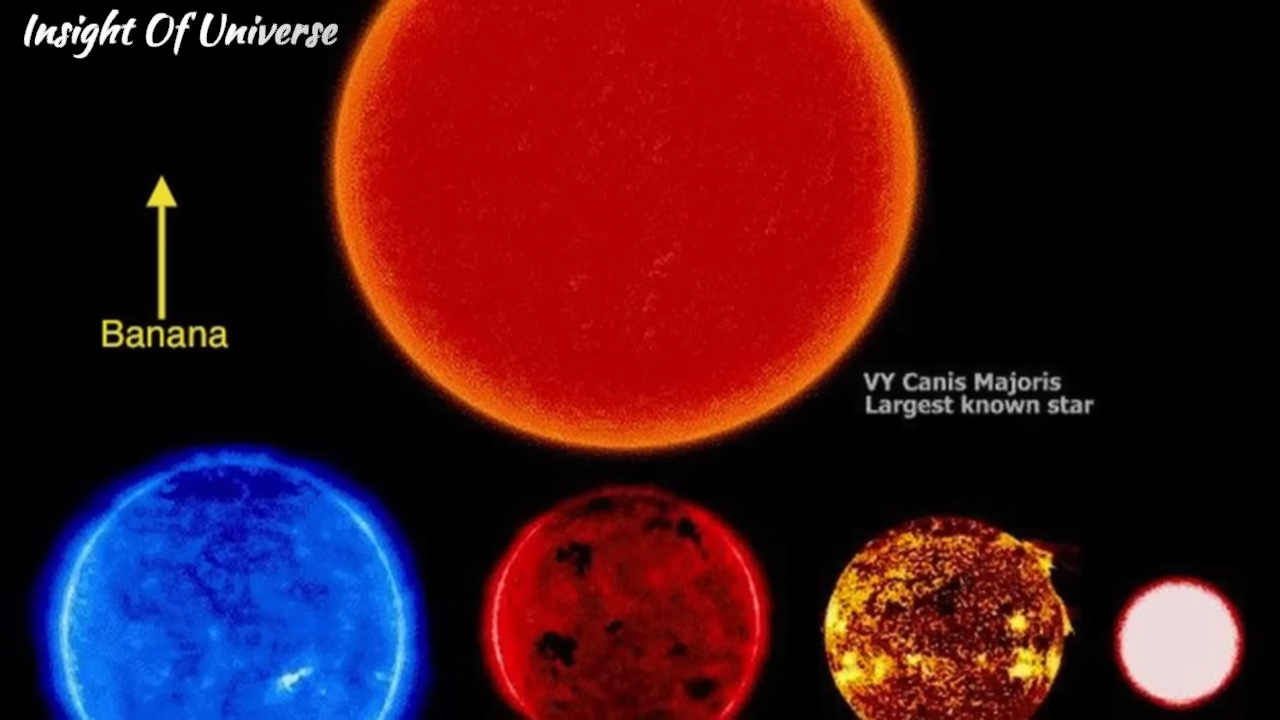 Insight Of Universe
Banana
VY Canis Majoris
Largest known star